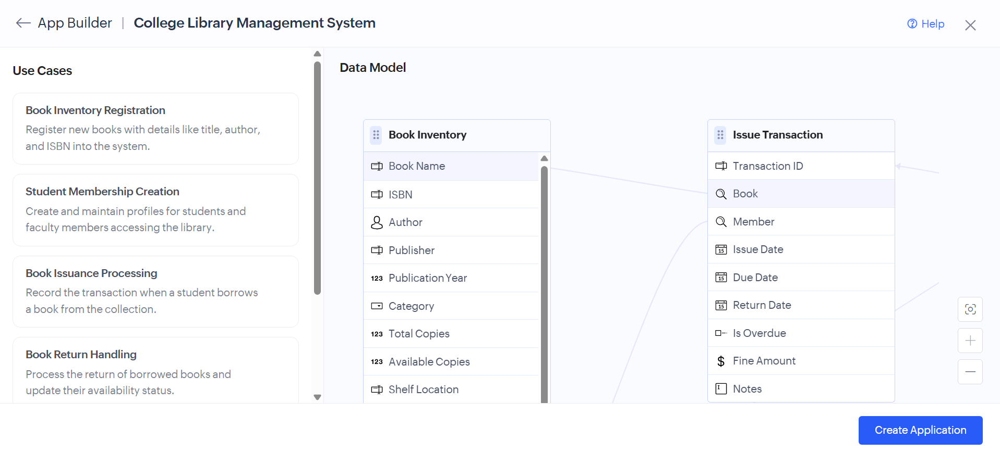 App Builder | College Library Management System
Help
Use Cases
Book Inventory Registration
Register new books with details like title, author,
and ISBN into the system.
Student Membership Creation
Create and maintain profiles for students and
faculty members accessing the library.
Book Issuance Processing
Record the transaction when a student borrows
a book from the collection.
Book Return Handling
Process the return of borrowed books and
update their availability status.
Data Model
Book Inventory
Book Name
ISBN
Author
Publisher
123 Publication Year
Category
123 Total Copies
123 Available Copies
Shelf Location
Issue Transaction
Transaction ID
Book
Member
15 Issue Date
15 Due Date
15 Return Date
Is Overdue
$ Fine Amount
Notes
Create Application